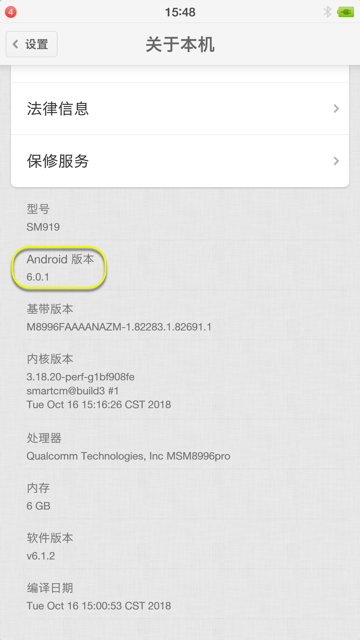 4
15:48
设置
关于本机
法律信息
保修服务
型号
SM919
Android 版本
6.0.1
基带版本
M8996FAAAANAZM-1.82283.1.82691.1
内核版本
3.18.20-perf-g1bf908fe
smartcm@build3 #1
Tue Oct 16 15:16:26 CST 2018
处理器
Qualcomm Technologies, Inc MSM8996pro
内存
6 GB
软件版本
v6.1.2
编译日期
Tue Oct 16 15:00:53 CST 2018